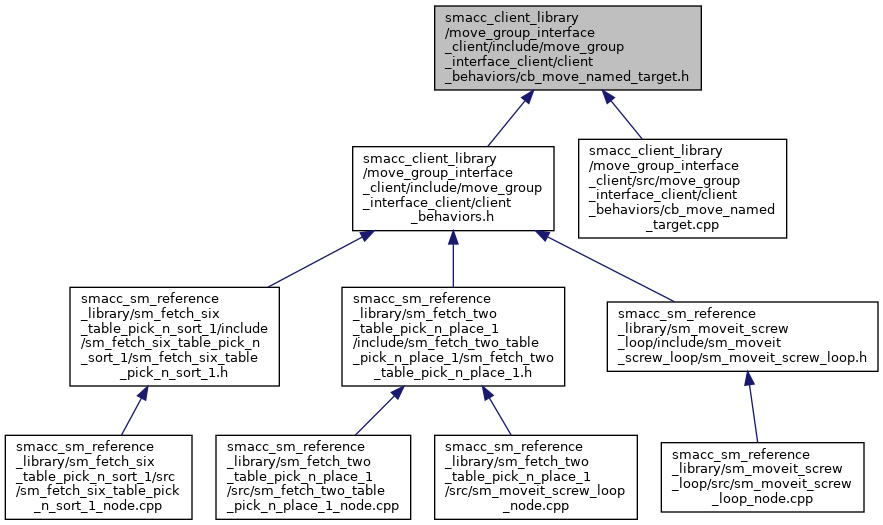 smacc_client_library
/move_group_interface
_client/include/move_group
_interface_client/client
_behaviors/cb_move_named_target.h
smacc_client_library
/move_group_interface
_client/include/move_group
_interface_client/client
_behaviors.h
smacc_client_library
/move_group_interface
_client/src/move_group
_interface_client/client
_behaviors/cb_move_named
_target.cpp
smacc_sm_reference
_library/sm_fetch_six
_table_pick_n_sort_1/include
/sm_fetch_six_table_pick_n
_sort_1/sm_fetch_six_table
_pick_n_sort_1.h
smacc_sm_reference
_library/sm_fetch_two
_table_pick_n_place_1
/include/sm_fetch_two_table
_pick_n_place_1/sm_fetch_two
_table_pick_n_place_1.h
smacc_sm_reference
_library/sm_moveit_screw
_loop/include/sm_moveit
_screw_loop/sm_moveit_screw_loop.h
smacc_sm_reference
_library/sm_fetch_six
_table_pick_n_sort_1/src
/sm_fetch_six_table_pick
_n_sort_1_node.cpp
smacc_sm_reference
_library/sm_fetch_two
_table_pick_n_place_1
/src/sm_fetch_two_table
_pick_n_place_1_node.cpp
smacc_sm_reference
_library/sm_fetch_two
_table_pick_n_place_1
/src/sm_moveit_screw_loop
_node.cpp
smacc_sm_reference
_library/sm_moveit_screw
_loop/src/sm_moveit_screw
_loop_node.cpp